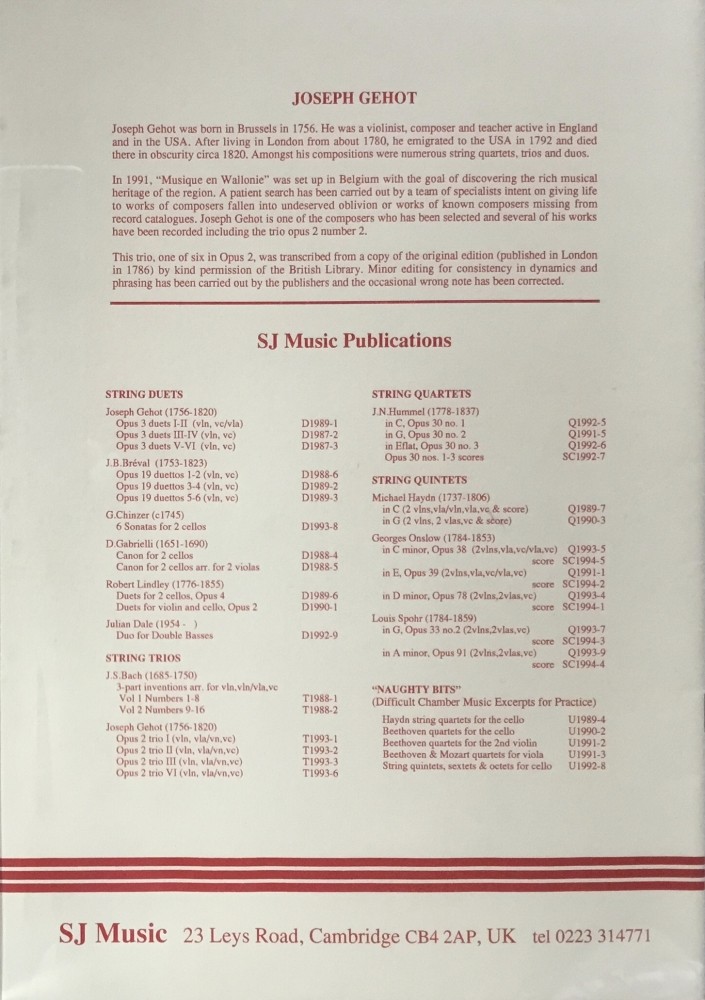 JOSEPH GEHOT
Joseph Gehot was born in Brussels in 1756. He was a violinist, composer and teacher active in England
and in the USA. After living in London from about 1780, he emigrated to the USA in 1792 and died
there in obscurity circa 1820. Amongst his compositions were numerous string quartets, trios and duos.
In 1991, “Musique en Wallonie” was set up in Belgium with the goal of discovering the rich musical
heritage of the region. A patient search has been carried out by a team of specialists intent on giving life
to works of composers fallen into undeserved oblivion or works of known composers missing from
record catalogues. Joseph Gehot is one of the composers who has been selected and several of his works
have been recorded including the trio opus 2 number 2.
This trio, one of six in Opus 2, was transcribed from a copy of the original edition (published in London
in 1786) by kind permission of the British Library. Minor editing for consistency in dynamics and
phrasing has been carried out by the publishers and the occasional wrong note has been corrected.
SJ Music Publications
STRING DUETS
Joseph Gehot (1756-1820)
Opus 3 duets I-II (vln, vc/vla) D1989-1
Opus 3 duets III-IV (vln, vc) D1987-2
Opus 3 duets V-VI (vln, vc) D1987-3
J.B.Bréval (1753-1823)
Opus 19 duettos 1-2 (vln, vc) D1988-6
Opus 19 duettos 3-4 (vln, vc) D1989-2
Opus 19 duettos 5-6 (vln, vc) D1989-3
G.Chinzer (c1745)
6 Sonatas for 2 cellos D1993-8
D.Gabrielli (1651-1690)
Canon for 2 cellos D1988-4
Canon for 2 cellos arr. for 2 violas D1988-5
Robert Lindley (1776-1855)
Duets for 2 cellos, Opus 4 D1989-6
Duets for violin and cello, Opus 2 D1990-1
Julian Dale (1954 - )
Duo for Double Basses D1992-9
STRING TRIOS
J.S.Bach (1685-1750)
3-part inventions arr. for vln,vln/vla,vc
Vol 1 Numbers 1-8 T1988-1
Vol 2 Numbers 9-16 T1988-2
Joseph Gehot (1756-1820)
Opus 2 trio I (vln, vla/vn,vc) T1993-1
Opus 2 trio II (vln, vla/vn,vc) T1993-2
Opus 2 trio III (vln, vla/vn,vc) T1993-3
Opus 2 trio VI (vln, vla/vn,vc) T1993-6
STRING QUARTETS
J.N.Hummel (1778-1837)
in C, Opus 30 no. 1 Q1992-5
in G, Opus 30 no. 2 Q1991-5
in Eflat, Opus 30 no. 3 Q1992-6
Opus 30 nos. 1-3 scores SC1992-7
STRING QUINTETS
Michael Haydn (1737-1806)
in C (2 vlns,vla/vln,vla,vc & score) Q1989-7
in G (2 vlns, 2 vlas,vc & score) Q1990-3
Georges Onslow (1784-1853)
in C minor, Opus 38 (2vlns,vla,vc/vla,vc) Q1993-5
score SC1994-5
in E, Opus 39 (2vlns,vla,vc/vla,vc) Q1991-1
score SC1994-2
in D minor, Opus 78 (2vlns,2vlas,vc) Q1993-4
score SC1994-1
Louis Spohr (1784-1859)
in G, Opus 33 no.2 (2vlns,2vlas,vc) Q1993-7
score SC1994-3
in A minor, Opus 91 (2vlns,2vlas,vc) Q1993-9
score SC1994-4
“NAUGHTY BITS”
(Difficult Chamber Music Excerpts for Practice)
Haydn string quartets for the cello U1989-4
Beethoven quartets for the cello U1990-2
Beethoven quartets for the 2nd violin U1991-2
Beethoven & Mozart quartets for viola U1991-3
String quintets, sextets & octets for cello U1992-8
SJ Music 23 Leys Road, Cambridge CB4 2AP, UK tel 0223 314771